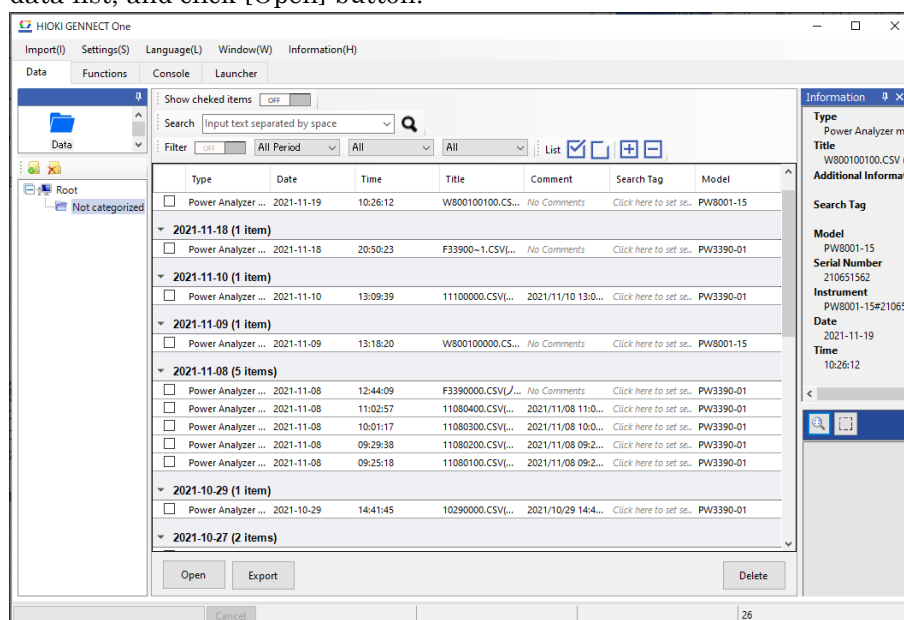 data list, and click [Open] button.
HIOKI GENNECT One
Import(I) Settings(S) Language(L) Window(W) Information(H)
Data Functions Console Launcher
Data
Root
Not categorized
Show cheked items OFF
Search Input text separated by space
Filter OFF All Period All All List
Type Date Time Title Comment Search Tag Model
Power Analyzer ... 2021-11-19 10:26:12 W800100100.CS... No Comments Click here to set se... PW8001-15
2021-11-18 (1 item)
Power Analyzer ... 2021-11-18 20:50:23 F33900~1.CSV(... No Comments Click here to set se... PW3390-01
2021-11-10 (1 item)
Power Analyzer ... 2021-11-10 13:09:39 11100000.CSV(... 2021/11/10 13:0... Click here to set se... PW3390-01
2021-11-09 (1 item)
Power Analyzer ... 2021-11-09 13:18:20 W800100000.CS... No Comments Click here to set se... PW8001-15
2021-11-08 (5 items)
Power Analyzer ... 2021-11-08 12:44:09 F3390000.CSV(ノ... No Comments Click here to set se... PW3390-01
Power Analyzer ... 2021-11-08 11:02:57 11080400.CSV(... 2021/11/08 11:0... Click here to set se... PW3390-01
Power Analyzer ... 2021-11-08 10:01:17 11080300.CSV(... 2021/11/08 10:0... Click here to set se... PW3390-01
Power Analyzer ... 2021-11-08 09:29:38 11080200.CSV(... 2021/11/08 09:2... Click here to set se... PW3390-01
Power Analyzer ... 2021-11-08 09:25:18 11080100.CSV(... 2021/11/08 09:2... Click here to set se... PW3390-01
2021-10-29 (1 item)
Power Analyzer ... 2021-10-29 14:41:45 10290000.CSV(... 2021/10/29 14:4... Click here to set se... PW3390-01
2021-10-27 (2 items)
Open Export Delete
Information
Type
Power Analyzer m
Title
W800100100.CSV (
Additional Informat
Search Tag
Model
PW8001-15
Serial Number
210651562
Instrument
PW8001-15#21065
Date
2021-11-19
Time
10:26:12
Cancel 26